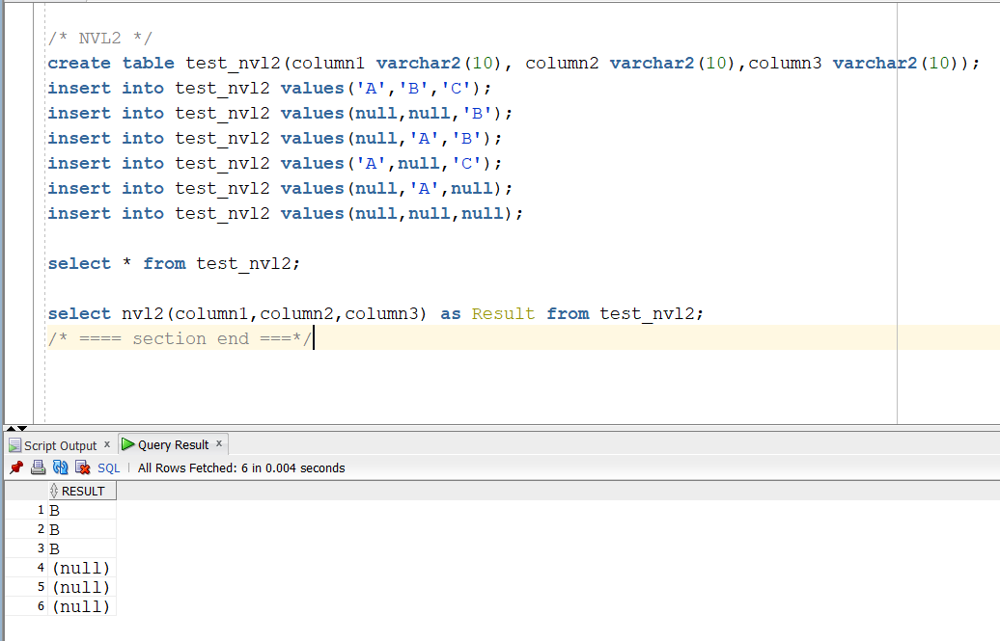 /* NVL2 */
create table test_nvl2(column1 varchar2(10), column2 varchar2(10),column3 varchar2(10));
insert into test_nvl2 values('A','B','C');
insert into test_nvl2 values(null,null,'B');
insert into test_nvl2 values(null,'A','B');
insert into test_nvl2 values('A',null,'C');
insert into test_nvl2 values(null,'A',null);
insert into test_nvl2 values(null,null,null);
select * from test_nvl2;
select nvl2(column1,column2,column3) as Result from test_nvl2;
/* ==== section end ===*/
Script Output x Query Result x
SQL | All Rows Fetched: 6 in 0.004 seconds
RESULT
1 B
2 B
3 B
4 (null)
5 (null)
6 (null)